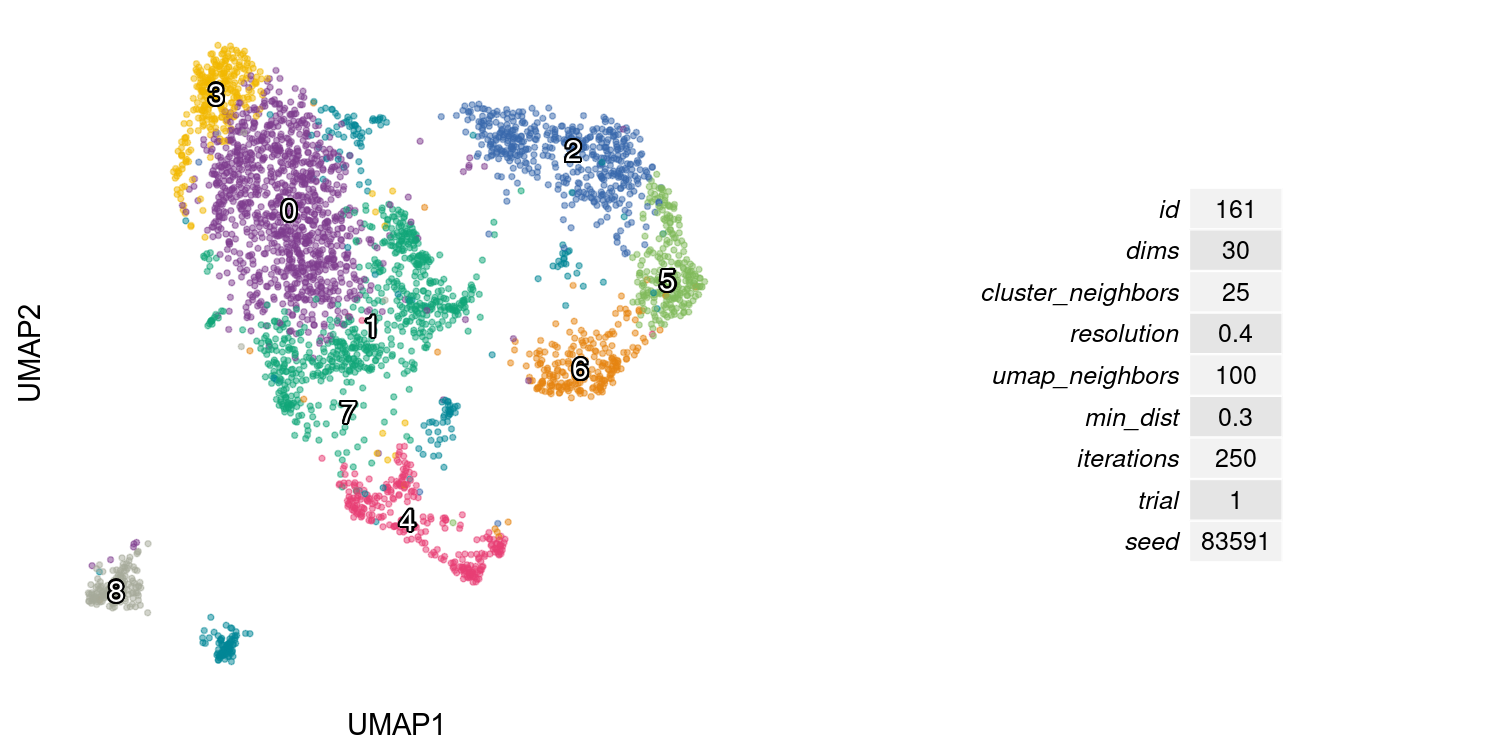 3
2
0
5
1
6
7
4
8
UMAP2
UMAP1
id 161
dims 30
cluster_neighbors 25
resolution 0.4
umap_neighbors 100
min_dist 0.3
iterations 250
trial 1
seed 83591